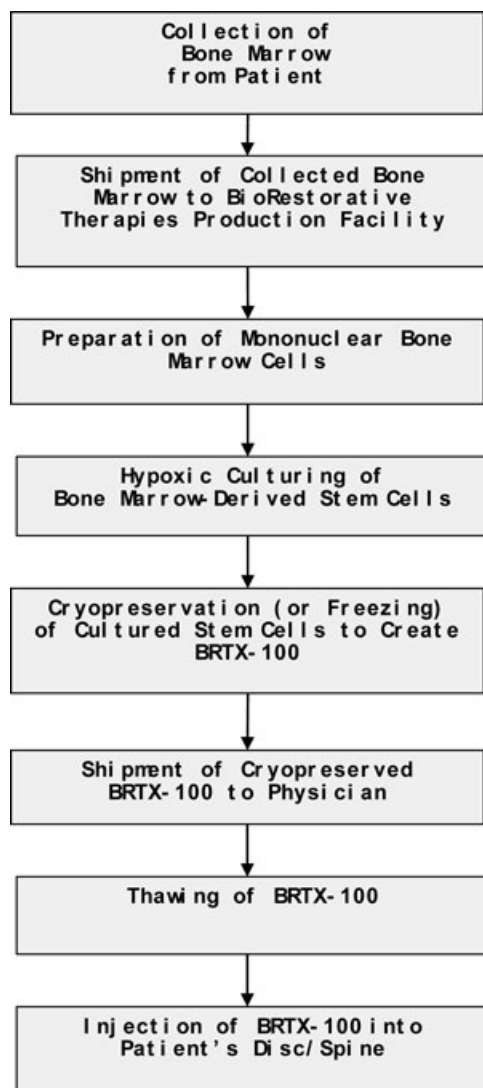 Collection of
Bone Marrow
from Patient
Shipment of Collected Bone
Marrow to BioRestorative
Therapies Production Facility
Preparation of Mononuclear Bone
Marrow Cells
Hypoxic Culturing of
Bone Marrow-Derived Stem Cells
Cryopreservation (or Freezing)
of Cultured Stem Cells to Create
BRTX-100
Shipment of Cryopreserved
BRTX-100 to Physician
Thawing of BRTX-100
Injection of BRTX-100 into
Patient's Disc/Spine